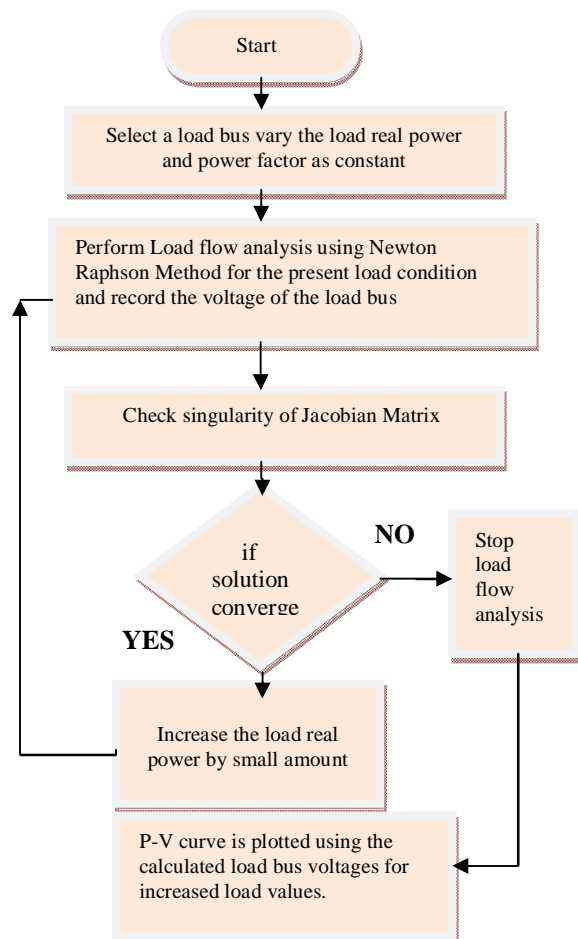 Start
Select a load bus vary the load real power
and power factor as constant
Perform Load flow analysis using Newton
Raphson Method for the present load condition
and record the voltage of the load bus
Check singularity of Jacobian Matrix
if
solution
converge
NO
YES
Stop
load
flow
analysis
Increase the load real
power by small amount
P-V curve is plotted using the
calculated load bus voltages for
increased load values.